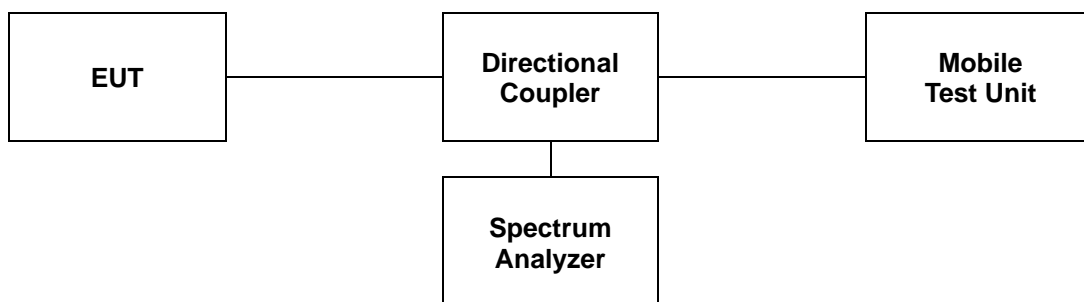 EUT
Directional
Coupler
Mobile
Test Unit
Spectrum
Analyzer